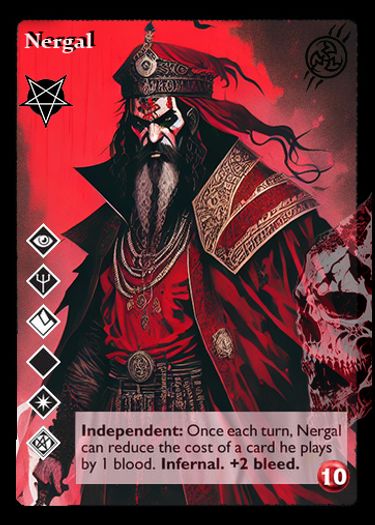 Nergal
Independent: Once each turn, Nergal
can reduce the cost of a card he plays
by 1 blood. Infernal. +2 bleed.
10